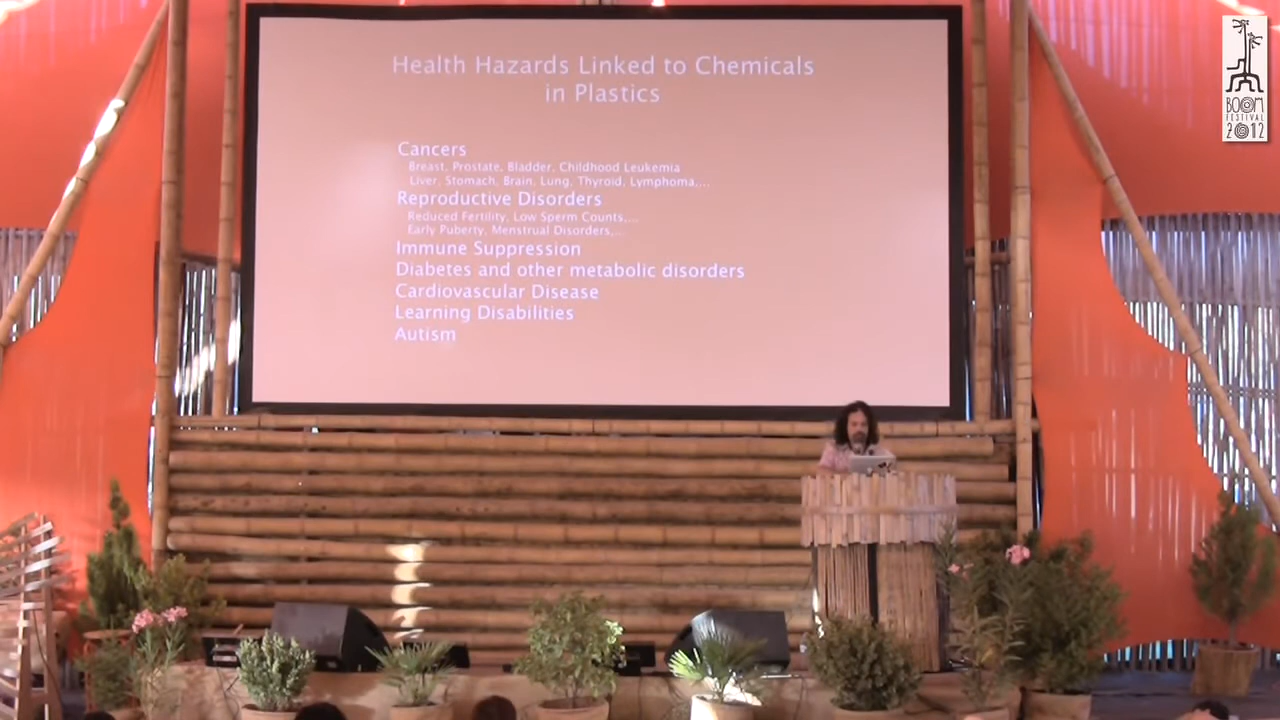 Health Hazards Linked to Chemicals
in Plastics
Cancers
Breast, Prostate, Bladder, Childhood Leukemia
Liver, Stomach, Brain, Lung, Thyroid, Lymphoma,...
Reproductive Disorders
Reduced Fertility, Low Sperm Counts,...
Early Puberty, Menstrual Disorders,...
Immune Suppression
Diabetes and other metabolic disorders
Cardiovascular Disease
Learning Disabilities
Autism
BOOM
FESTIVAL
2012